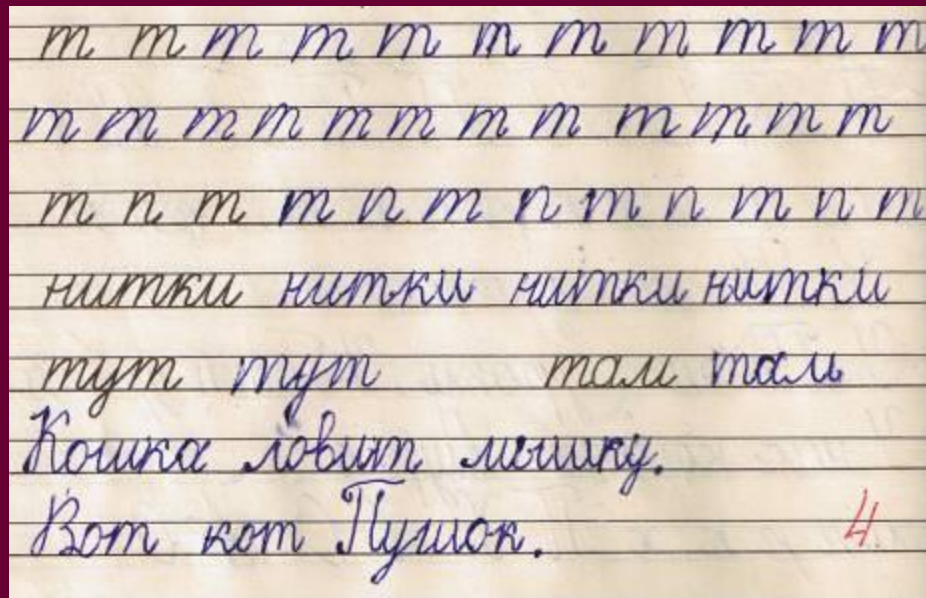 т т т т т т т т т т т
т т т т т т т т т т т т
т п т т п т п т п т п т
нитки нитки нитки нитки
тут тут там там
Кошка ловит мышку.
Вот кот Пушок. 4